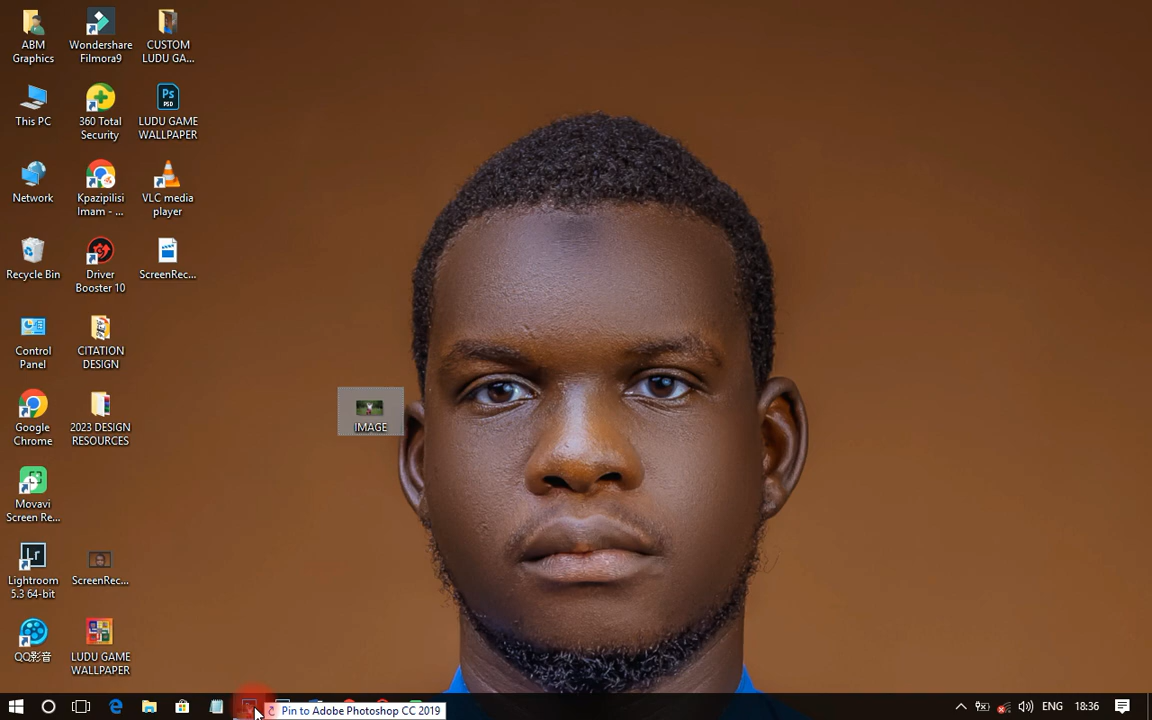 ABM
Graphics
Wondershare
Filmora9
CUSTOM
LUDU GA...
This PC
360 Total
Security
Ps
PSD
LUDU GAME
WALLPAPER
Network
Kpazipilisi
Imam - ...
VLC media
player
Recycle Bin
Driver
Booster 10
ScreenRec...
Control
Panel
CITATION
DESIGN
Google
Chrome
2023 DESIGN
RESOURCES
IMAGE
Movavi
Screen Re...
Lr
Lightroom
5.3 64-bit
ScreenRec...
QQ影音
LUDU GAME
WALLPAPER
Pin to Adobe Photoshop CC 2019
ENG
18:36